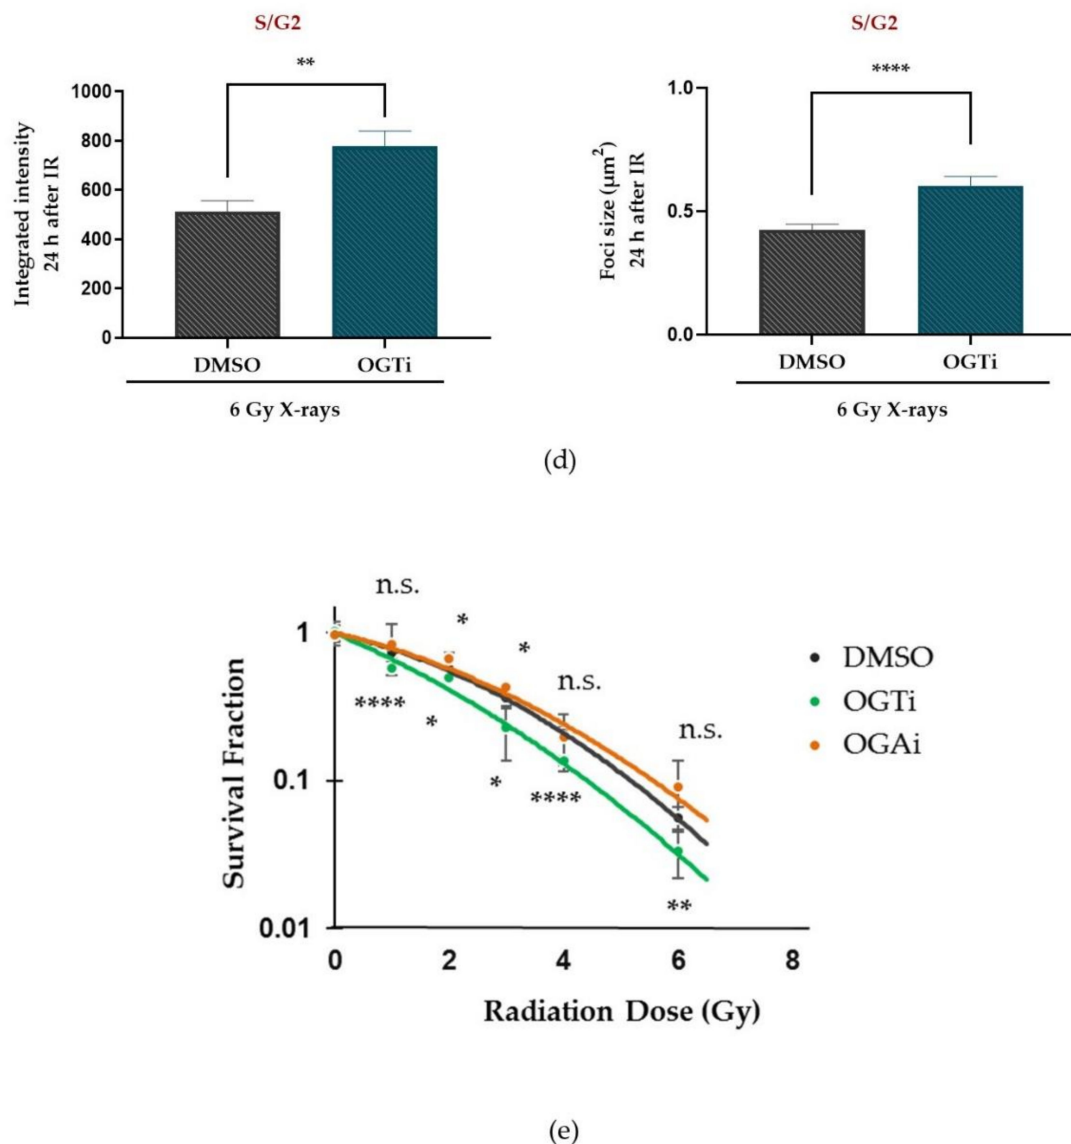 S/G2
**
1000
800
600
400
200
0
Integrated intensity
24 h after IR
DMSO
OGTi
6 Gy X-rays
S/G2
****
1.0
0.5
0.0
Foci size (μm²)
24 h after IR
DMSO
OGTi
6 Gy X-rays
(d)
n.s.
*
*
n.s.
n.s.
****
*
*
****
**
1
0.1
0.01
Survival Fraction
0 2 4 6 8
Radiation Dose (Gy)
DMSO
OGTi
OGAi
(e)